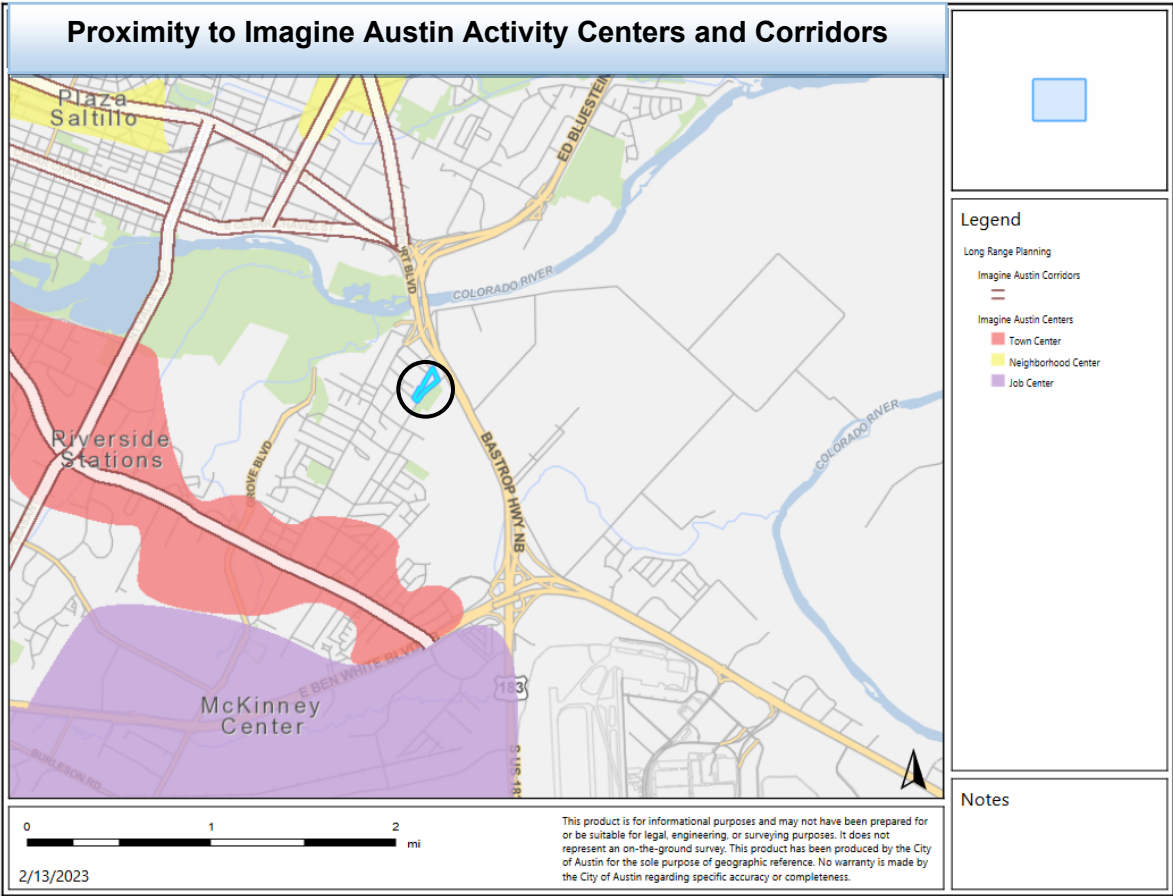 Proximity to Imagine Austin Activity Centers and Corridors
Plaza
Saltillo
ED BLUESTEIN
E CESAR CHAVEZ ST
RT BLVD
COLORADO RIVER
COLORADO RIVER
Riverside
Stations
GROVE BLVD
BASTROP HWY NB
E BEN WHITE BLVD
183
McKinney
Center
BURLESON RD
S US 183
Legend
Long Range Planning
Imagine Austin Corridors
Imagine Austin Centers
Town Center
Neighborhood Center
Job Center
Notes
0 1 2
mi
2/13/2023
This product is for informational purposes and may not have been prepared for
or be suitable for legal, engineering, or surveying purposes. It does not
represent an on-the-ground survey. This product has been produced by the City
of Austin for the sole purpose of geographic reference. No warranty is made by
the City of Austin regarding specific accuracy or completeness.